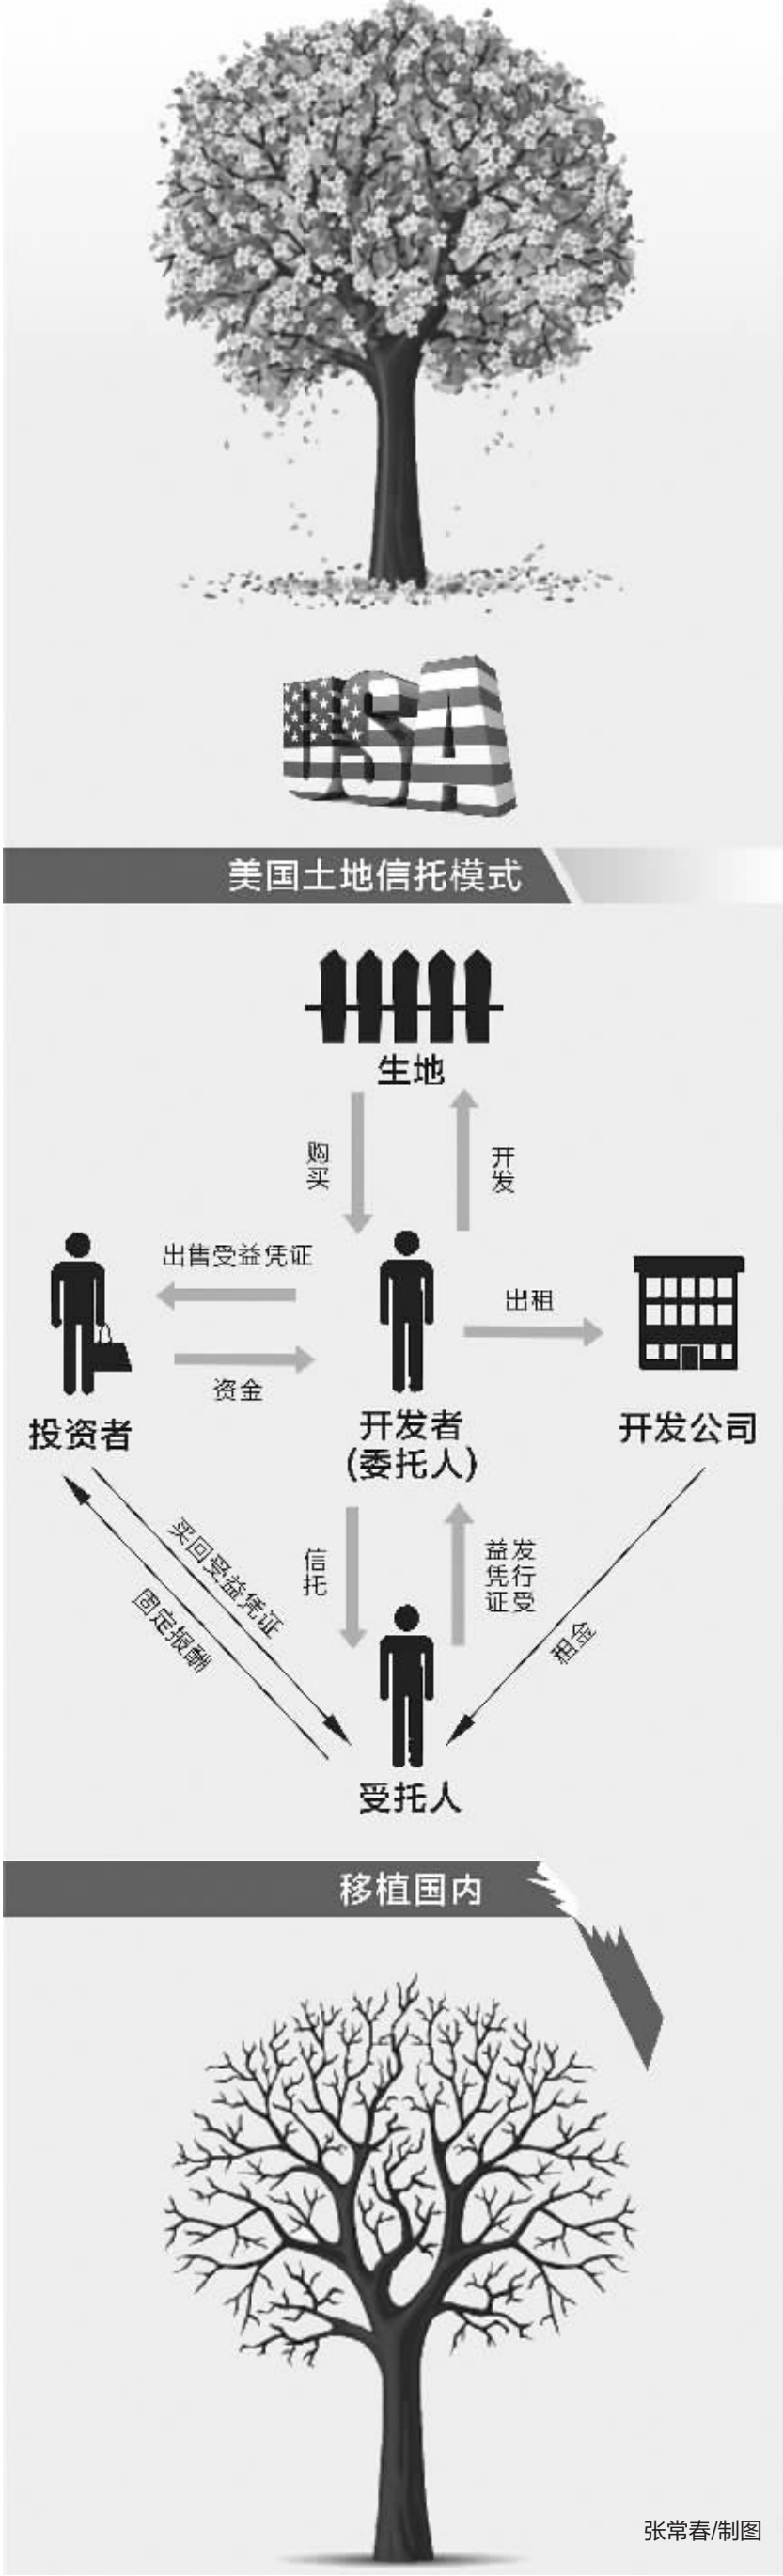 USA
美国土地信托模式
生地
购买
开发
出售受益凭证
出租
资金
投资者
开发者
(委托人)
开发公司
买回受益凭证
固定报酬
信托
发行受
益凭证
租金
受托人
移植国内
张常春/制图